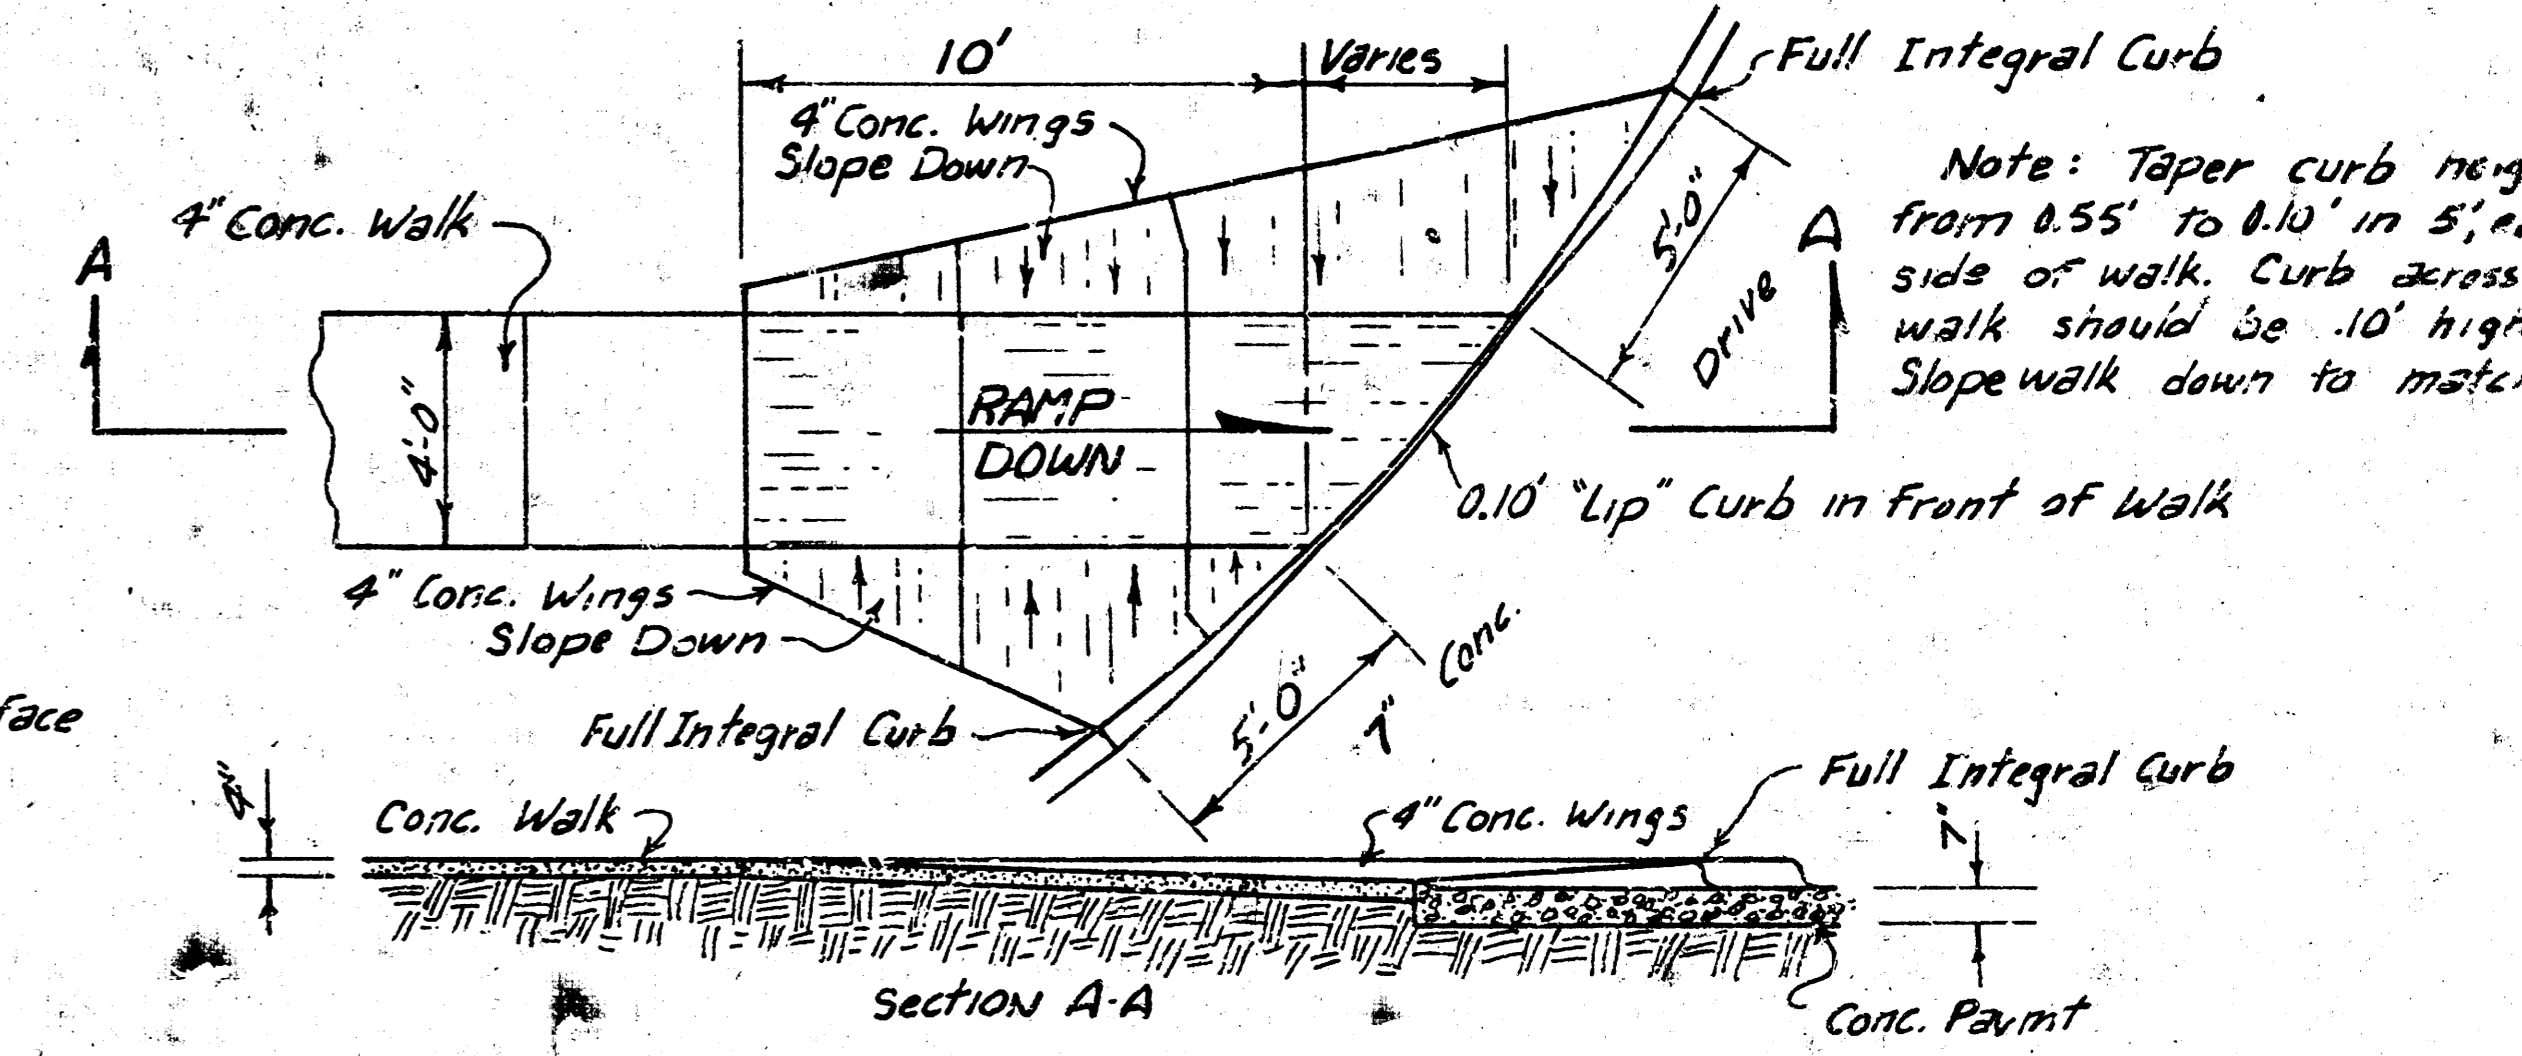 10'
Varies
Full Integral Curb
4" Conc. Wings
Slope Down
4" Conc. Walk
Note: Taper curb
from 0.55' to 0.10' in 5',
side of walk. Curb across
walk should be .10' high
Slope walk down to match
A
A
5'-0"
Drive
4'-0"
RAMP
DOWN
0.10' "Lip" Curb in front of Walk
4" Conc. Wings
Slope Down
7" Conc.
5'-0"
Full Integral Curb
face
4"
Conc. Walk
4" Conc. Wings
Full Integral Curb
7"
Section A-A
Conc. Pavmt